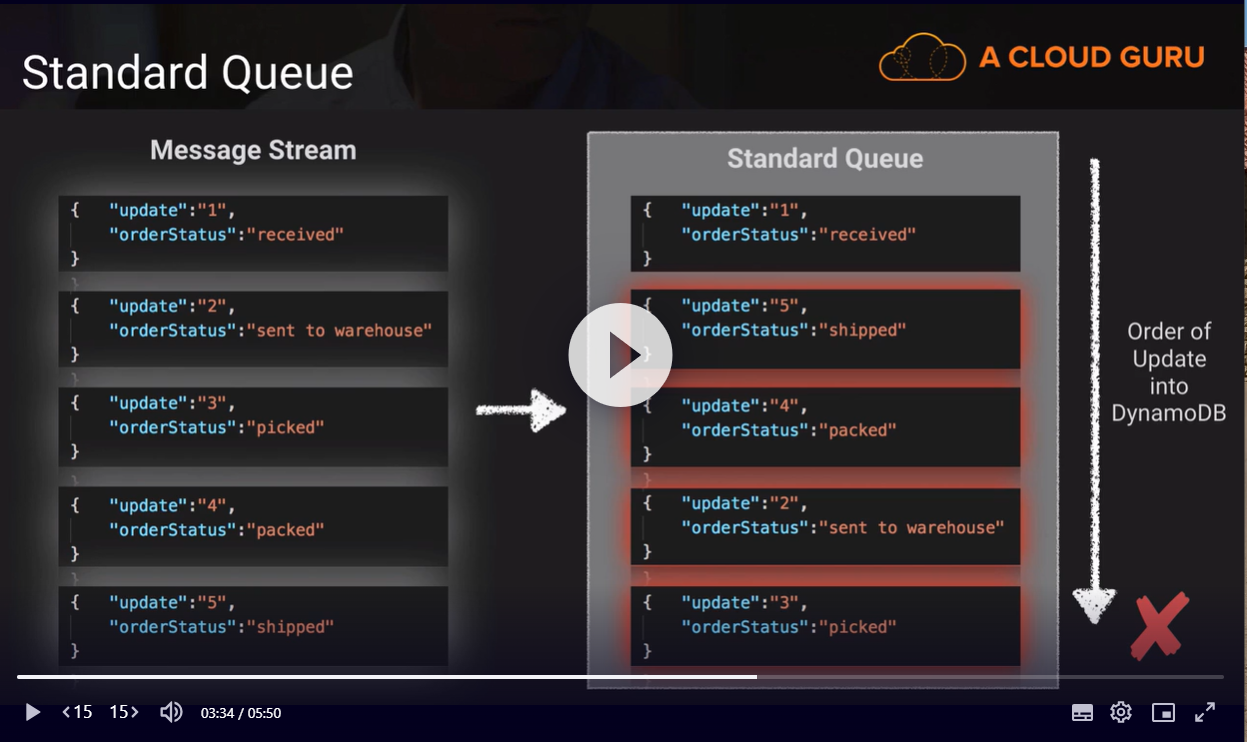 Standard Queue
A CLOUD GURU
Message Stream
{ "update":"1",
"orderStatus":"received"
}
{ "update":"2",
"orderStatus":"sent to warehouse"
}
{ "update":"3",
"orderStatus":"picked"
}
{ "update":"4",
"orderStatus":"packed"
}
{ "update":"5",
"orderStatus":"shipped"
}
Standard Queue
{ "update":"1",
"orderStatus":"received"
}
{ "update":"5",
"orderStatus":"shipped"
}
{ "update":"4",
"orderStatus":"packed"
}
{ "update":"2",
"orderStatus":"sent to warehouse"
}
{ "update":"3",
"orderStatus":"picked"
}
Order of
Update
into
DynamoDB
<15 15> 03:34 / 05:50